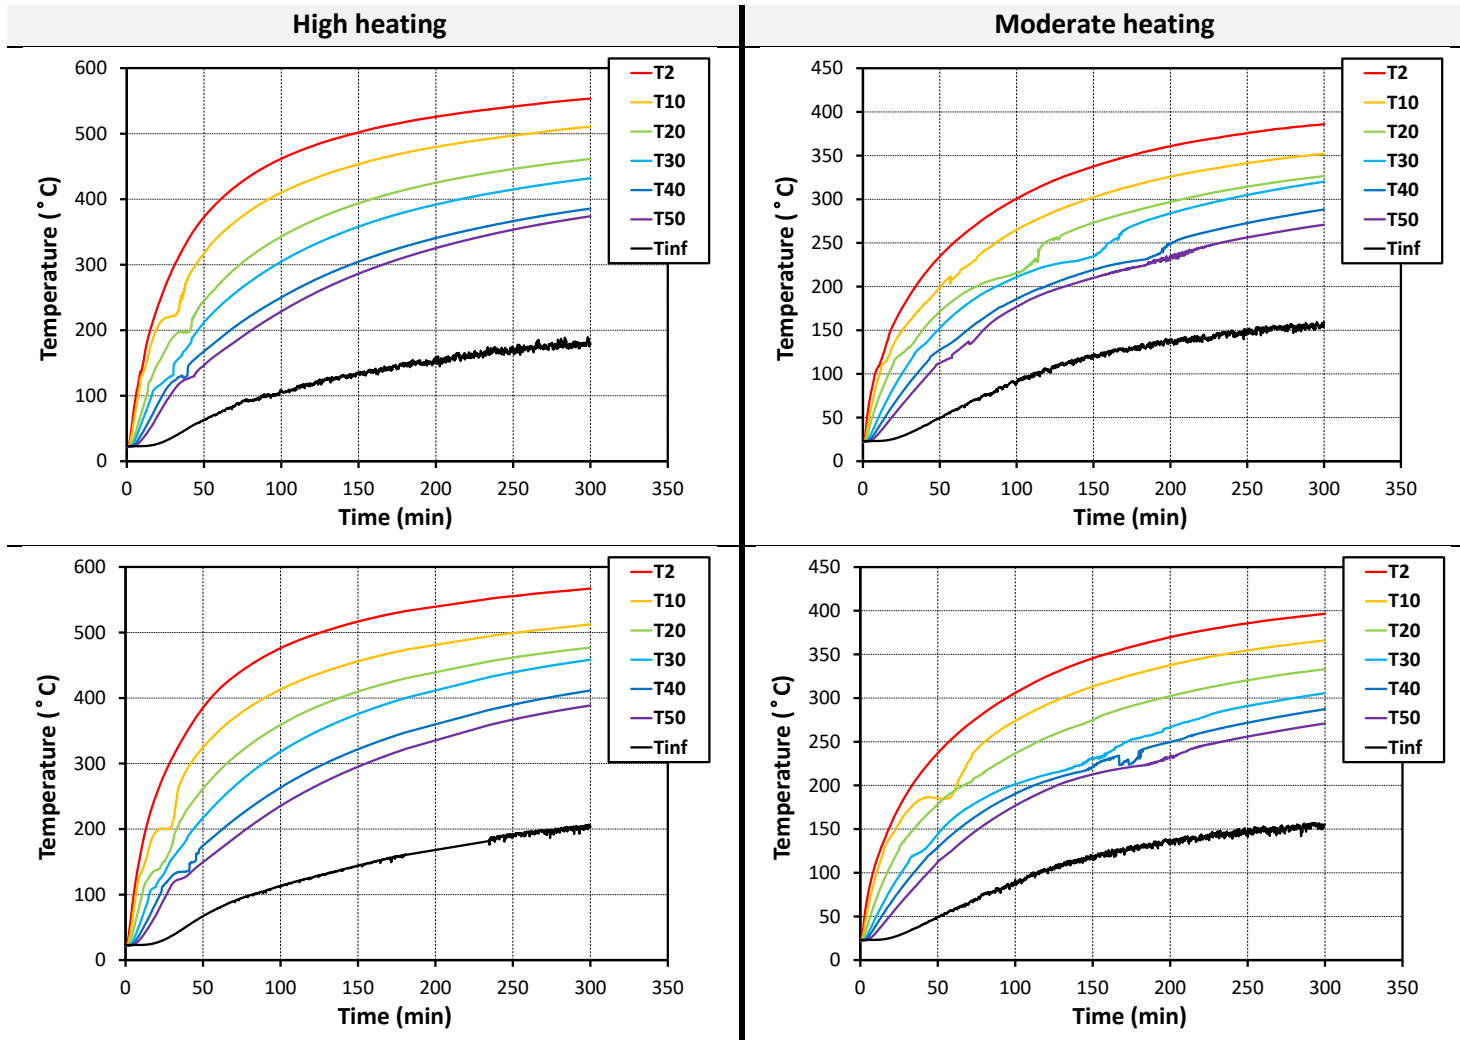 High heating
Moderate heating
600
500
400
300
200
100
0
0 50 100 150 200 250 300 350
Temperature (˚C)
Time (min)
T2
T10
T20
T30
T40
T50
Tinf
450
400
350
300
250
200
150
100
50
0
0 50 100 150 200 250 300 350
Temperature (˚C)
Time (min)
T2
T10
T20
T30
T40
T50
Tinf
600
500
400
300
200
100
0
0 50 100 150 200 250 300 350
Temperature (˚C)
Time (min)
T2
T10
T20
T30
T40
T50
Tinf
450
400
350
300
250
200
150
100
50
0
0 50 100 150 200 250 300 350
Temperature (˚C)
Time (min)
T2
T10
T20
T30
T40
T50
Tinf